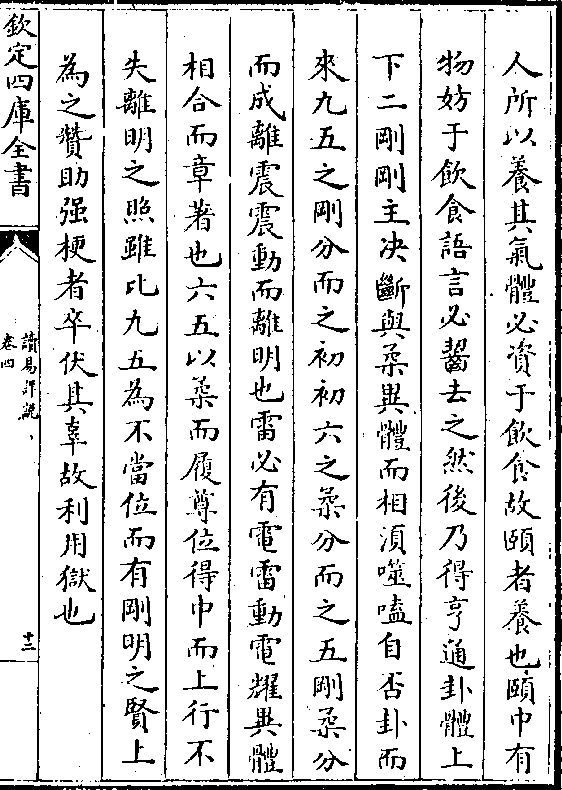 人所以養其氣體必資于飲食故頤者養也頤中有
物妨于飲食語言必齧去之然後乃得亨通卦體上
下二剛剛主决斷與柔異體而相湏噬嗑自否卦而
來九五之剛分而之初初六之柔分而之五剛柔分
而成離震震動而離明也雷必有電雷動電耀異體
相合而章著也六五以柔而履尊位得中而上行不
失離明之照雖比九五為不當位而有剛明之賢上
為之贊助强梗者卒伏其辜故利用獄也
欽定四庫全書
讀易詳說
卷四
十二